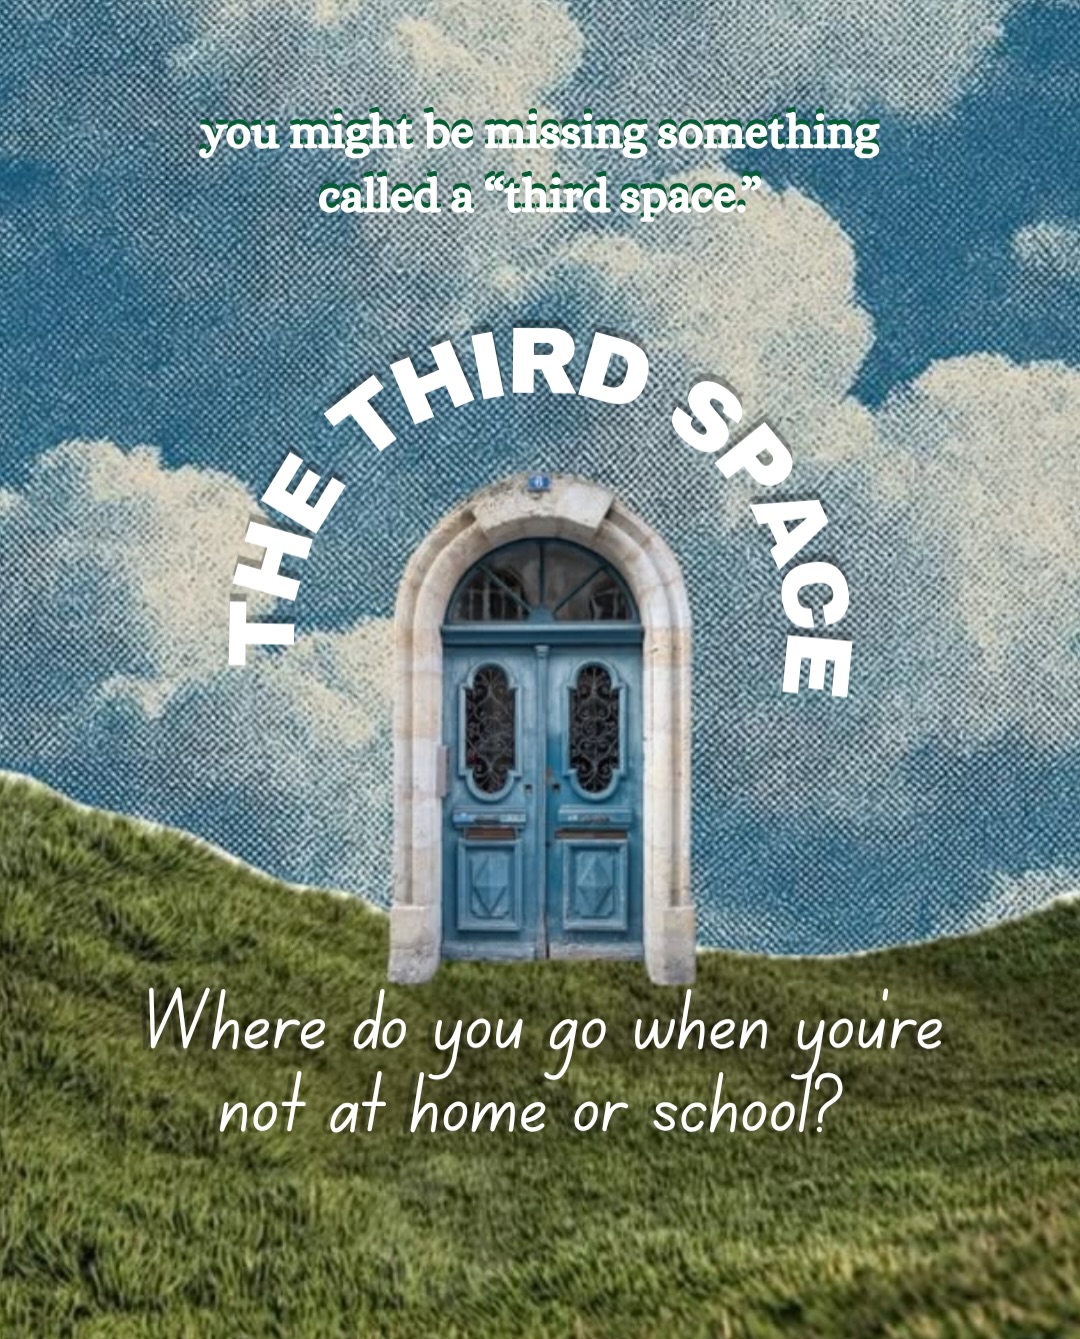 you might be missing something
called a “third space.”
THE THIRD SPACE
6
Where do you go when you're
not at home or school?